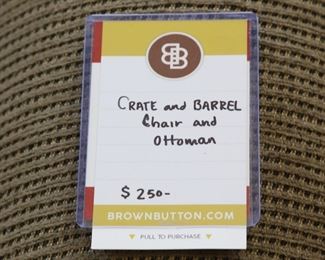 BB
CRATE and BARREL
Chair and
Ottoman
$250-
BROWNBUTTON.COM
PULL TO PURCHASE